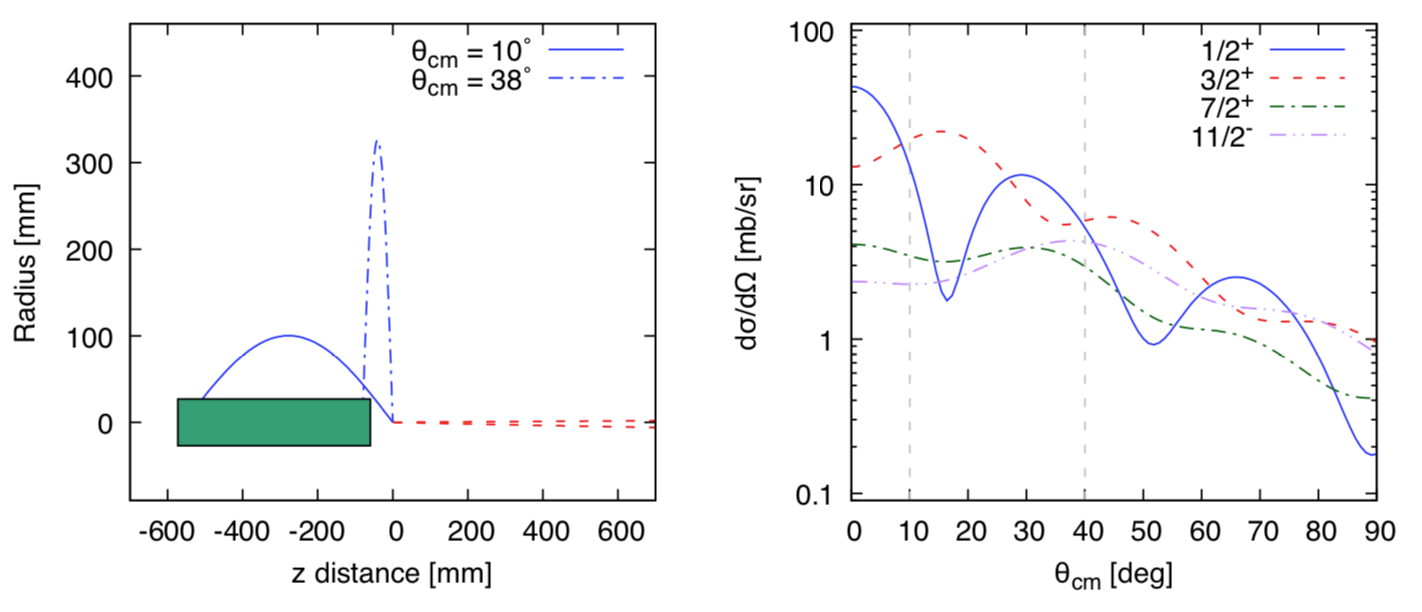 θcm = 10°
θcm = 38°
400
300
200
100
0
Radius [mm]
-600 -400 -200 0 200 400 600
z distance [mm]
1/2⁺
3/2⁺
7/2⁺
11/2⁻
100
10
1
0.1
dσ/dΩ [mb/sr]
0 10 20 30 40 50 60 70 80 90
θcm [deg]